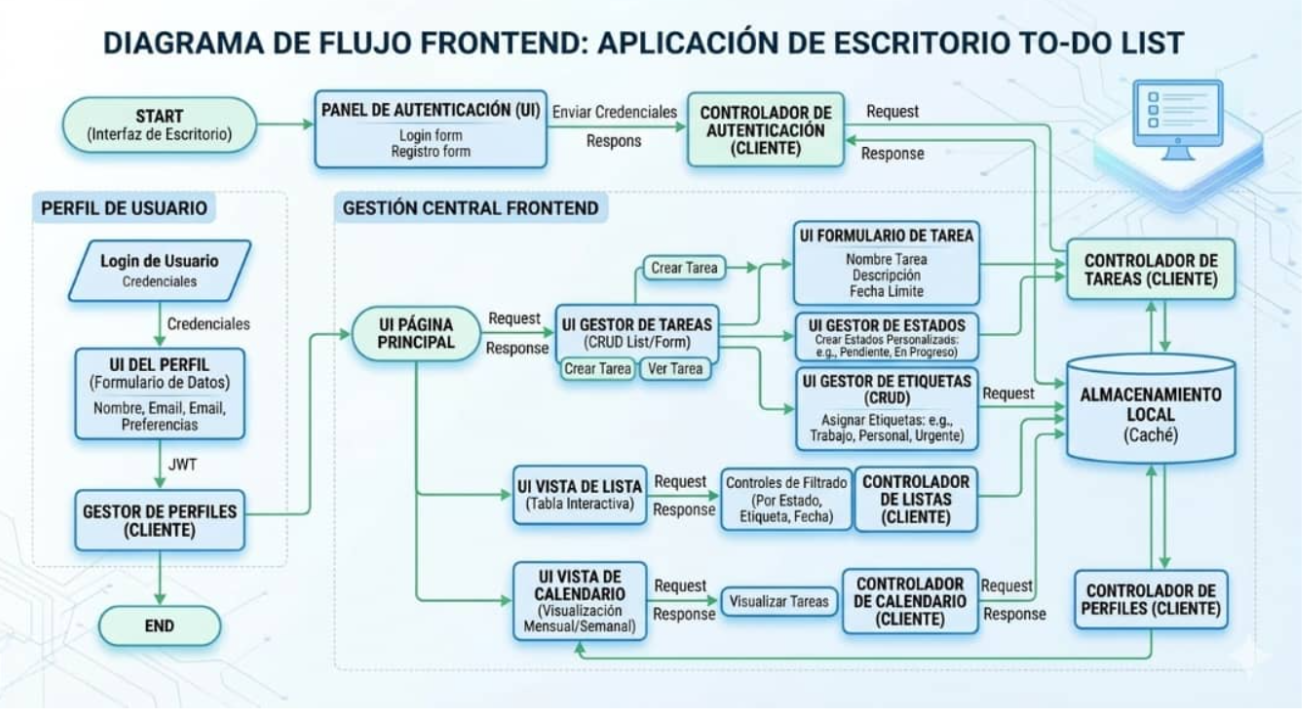 DIAGRAMA DE FLUJO FRONTEND: APLICACIÓN DE ESCRITORIO TO-DO LIST
START
(Interfaz de Escritorio)
PANEL DE AUTENTICACIÓN (UI)
Login form
Registro form
Enviar Credenciales
Respons
CONTROLADOR DE
AUTENTICACIÓN
(CLIENTE)
Request
Response
PERFIL DE USUARIO
Login de Usuario
Credenciales
Credenciales
UI DEL PERFIL
(Formulario de Datos)
Nombre, Email, Email,
Preferencias
JWT
GESTOR DE PERFILES
(CLIENTE)
END
GESTIÓN CENTRAL FRONTEND
UI PÁGINA
PRINCIPAL
Request
Response
Crear Tarea
UI GESTOR DE TAREAS
(CRUD List/Form)
Crear Tarea
Ver Tarea
UI FORMULARIO DE TAREA
Nombre Tarea
Descripción
Fecha Límite
UI GESTOR DE ESTADOS
Crear Estados Personalizads:
e.g., Pendiente, En Progreso)
UI GESTOR DE ETIQUETAS
(CRUD)
Asignar Etiquetas: e.g.,
Trabajo, Personal, Urgente)
Request
CONTROLADOR DE
TAREAS (CLIENTE)
ALMACENAMIENTO
LOCAL
(Caché)
UI VISTA DE LISTA
(Tabla Interactiva)
Request
Response
Controles de Filtrado
(Por Estado,
Etiqueta, Fecha)
CONTROLADOR
DE LISTAS
(CLIENTE)
UI VISTA DE
CALENDARIO
(Visualización
Mensual/Semanal)
Request
Response
Visualizar Tareas
CONTROLADOR
DE CALENDARIO
(CLIENTE)
Request
Response
CONTROLADOR DE
PERFILES (CLIENTE)